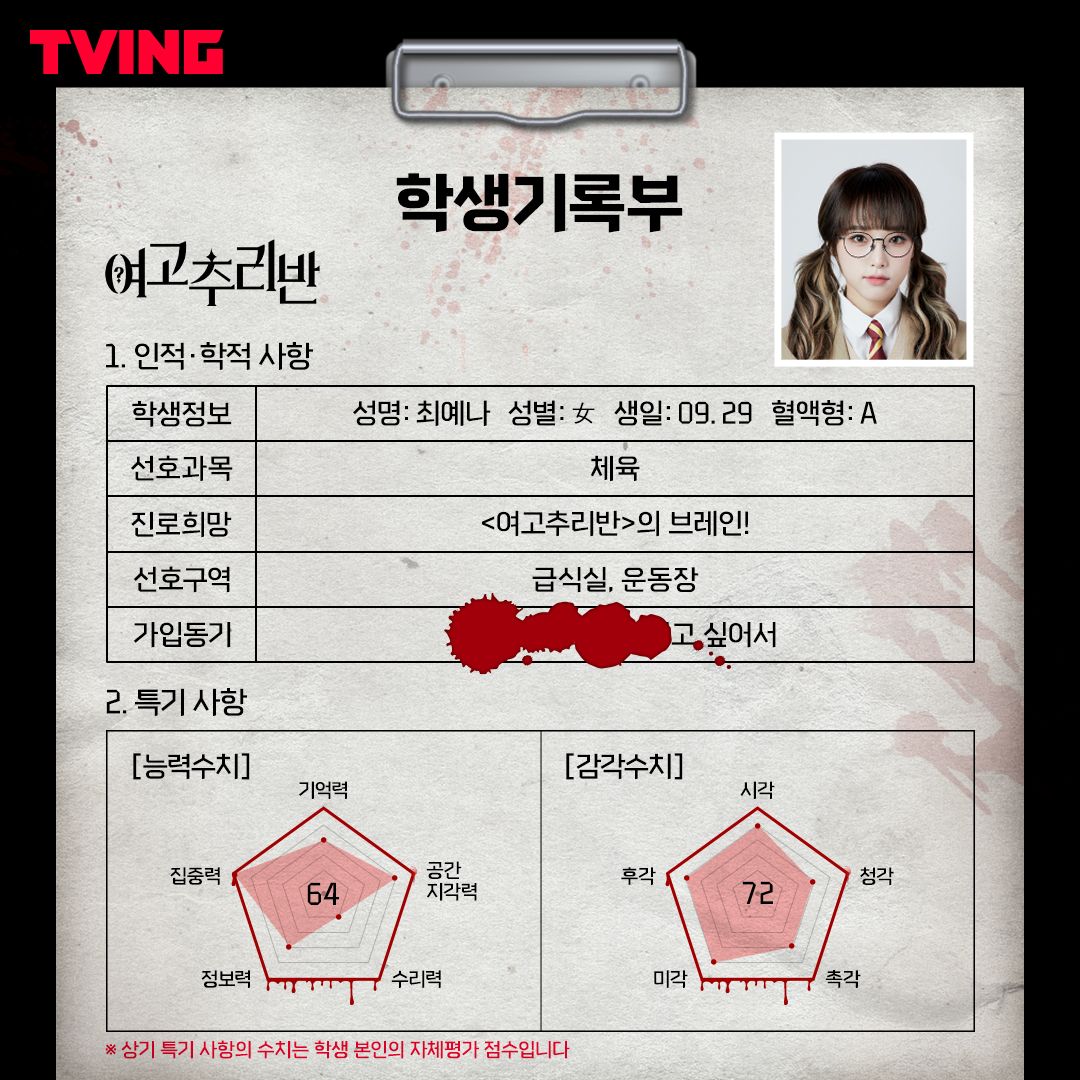 TVING
학생기록부
여고추리반
1. 인적·학적 사항
학생정보 성명: 최예나 성별: 女 생일: 09. 29 혈액형: A
선호과목 체육
진로희망 <여고추리반>의 브레인!
선호구역 급식실, 운동장
가입동기 고 싶어서
2. 특기 사항
[능력수치]
기억력
집중력
공간
지각력
64
정보력
수리력
[감각수치]
시각
후각
청각
72
미각
촉각
※ 상기 특기 사항의 수치는 학생 본인의 자체평가 점수입니다